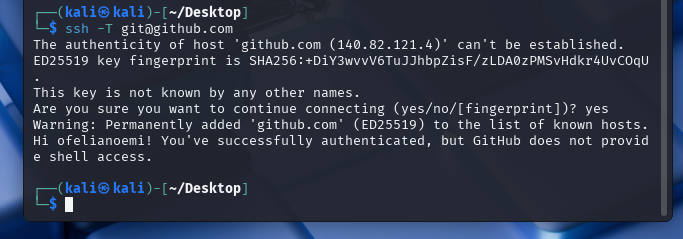 ┌──(kali㉿kali)-[~/Desktop]
└─$ ssh -T git@github.com
The authenticity of host 'github.com (140.82.121.4)' can't be established.
ED25519 key fingerprint is SHA256:+DiY3wvvV6TuJJhbpZisF/zLDA0zPMSvHdkr4UvCOqU
.
This key is not known by any other names.
Are you sure you want to continue connecting (yes/no/[fingerprint])? yes
Warning: Permanently added 'github.com' (ED25519) to the list of known hosts.
Hi ofelianoemi! You've successfully authenticated, but GitHub does not provid
e shell access.
┌──(kali㉿kali)-[~/Desktop]
└─$